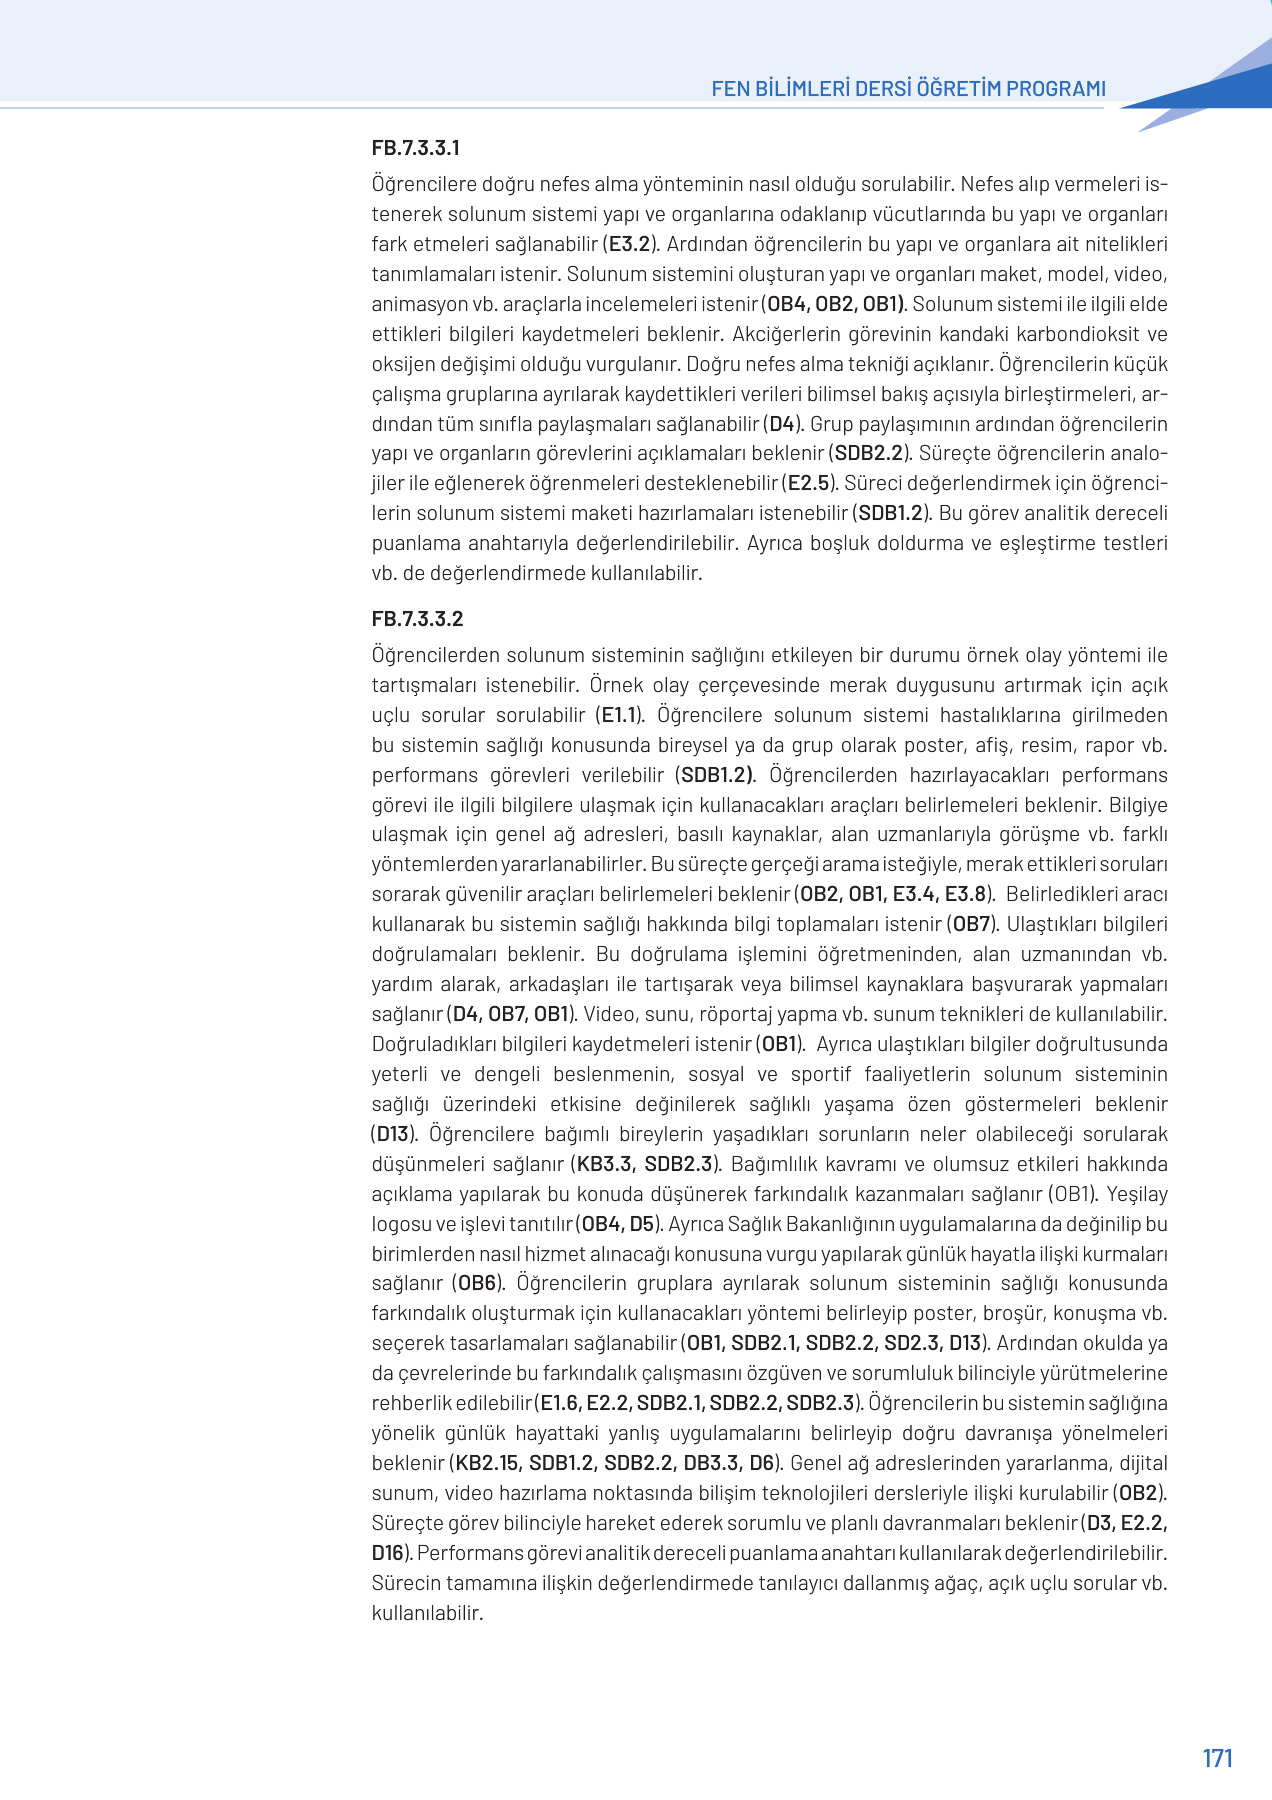 FEN BİLİMLERİ DERSİ ÖĞRETİM PROGRAMI
FB.7.3.3.1
Öğrencilere doğru nefes alma yönteminin nasıl olduğu sorulabilir. Nefes alıp vermeleri is-
tenerek solunum sistemi yapı ve organlarına odaklanıp vücutlarında bu yapı ve organları
fark etmeleri sağlanabilir (E3.2). Ardından öğrencilerin bu yapı ve organlara ait nitelikleri
tanımlamaları istenir. Solunum sistemini oluşturan yapı ve organları maket, model, video,
animasyon vb. araçlarla incelemeleri istenir (OB4, OB2, OB1). Solunum sistemi ile ilgili elde
ettikleri bilgileri kaydetmeleri beklenir. Akciğerlerin görevinin kandaki karbondioksit ve
oksijen değişimi olduğu vurgulanır. Doğru nefes alma tekniği açıklanır. Öğrencilerin küçük
çalışma gruplarına ayrılarak kaydettikleri verileri bilimsel bakış açısıyla birleştirmeleri, ar-
dından tüm sınıfla paylaşmaları sağlanabilir (D4). Grup paylaşımının ardından öğrencilerin
yapı ve organların görevlerini açıklamaları beklenir (SDB2.2). Süreçte öğrencilerin analo-
jiler ile eğlenerek öğrenmeleri desteklenebilir (E2.5). Süreci değerlendirmek için öğrenci-
lerin solunum sistemi maketi hazırlamaları istenebilir (SDB1.2). Bu görev analitik dereceli
puanlama anahtarıyla değerlendirilebilir. Ayrıca boşluk doldurma ve eşleştirme testleri
vb. de değerlendirmede kullanılabilir.
FB.7.3.3.2
Öğrencilerden solunum sisteminin sağlığını etkileyen bir durumu örnek olay yöntemi ile
tartışmaları istenebilir. Örnek olay çerçevesinde merak duygusunu artırmak için açık
uçlu sorular sorulabilir (E1.1). Öğrencilere solunum sistemi hastalıklarına girilmeden
bu sistemin sağlığı konusunda bireysel ya da grup olarak poster, afiş, resim, rapor vb.
performans görevleri verilebilir (SDB1.2). Öğrencilerden hazırlayacakları performans
görevi ile ilgili bilgilere ulaşmak için kullanacakları araçları belirlemeleri beklenir. Bilgiye
ulaşmak için genel ağ adresleri, basılı kaynaklar, alan uzmanlarıyla görüşme vb. farklı
yöntemlerden yararlanabilirler. Bu süreçte gerçeği arama isteğiyle, merak ettikleri soruları
sorarak güvenilir araçları belirlemeleri beklenir (OB2, OB1, E3.4, E3.8). Belirledikleri aracı
kullanarak bu sistemin sağlığı hakkında bilgi toplamaları istenir (OB7). Ulaştıkları bilgileri
doğrulamaları beklenir. Bu doğrulama işlemini öğretmeninden, alan uzmanından vb.
yardım alarak, arkadaşları ile tartışarak veya bilimsel kaynaklara başvurarak yapmaları
sağlanır (D4, OB7, OB1). Video, sunu, röportaj yapma vb. sunum teknikleri de kullanılabilir.
Doğruladıkları bilgileri kaydetmeleri istenir (OB1). Ayrıca ulaştıkları bilgiler doğrultusunda
yeterli ve dengeli beslenmenin, sosyal ve sportif faaliyetlerin solunum sisteminin
sağlığı üzerindeki etkisine değinilerek sağlıklı yaşama özen göstermeleri beklenir
(D13). Öğrencilere bağımlı bireylerin yaşadıkları sorunların neler olabileceği sorularak
düşünmeleri sağlanır (KB3.3, SDB2.3). Bağımlılık kavramı ve olumsuz etkileri hakkında
açıklama yapılarak bu konuda düşünerek farkındalık kazanmaları sağlanır (OB1). Yeşilay
logosu ve işlevi tanıtılır (OB4, D5). Ayrıca Sağlık Bakanlığının uygulamalarına da değinilip bu
birimlerden nasıl hizmet alınacağı konusuna vurgu yapılarak günlük hayatla ilişki kurmaları
sağlanır (OB6). Öğrencilerin gruplara ayrılarak solunum sisteminin sağlığı konusunda
farkındalık oluşturmak için kullanacakları yöntemi belirleyip poster, broşür, konuşma vb.
seçerek tasarlamaları sağlanabilir (OB1, SDB2.1, SDB2.2, SD2.3, D13). Ardından okulda ya
da çevrelerinde bu farkındalık çalışmasını özgüven ve sorumluluk bilinciyle yürütmelerine
rehberlik edilebilir (E1.6, E2.2, SDB2.1, SDB2.2, SDB2.3). Öğrencilerin bu sistemin sağlığına
yönelik günlük hayattaki yanlış uygulamalarını belirleyip doğru davranışa yönelmeleri
beklenir (KB2.15, SDB1.2, SDB2.2, DB3.3, D6). Genel ağ adreslerinden yararlanma, dijital
sunum, video hazırlama noktasında bilişim teknolojileri dersleriyle ilişki kurulabilir (OB2).
Süreçte görev bilinciyle hareket ederek sorumlu ve planlı davranmaları beklenir (D3, E2.2,
D16). Performans görevi analitik dereceli puanlama anahtarı kullanılarak değerlendirilebilir.
Sürecin tamamına ilişkin değerlendirmede tanılayıcı dallanmış ağaç, açık uçlu sorular vb.
kullanılabilir.
171